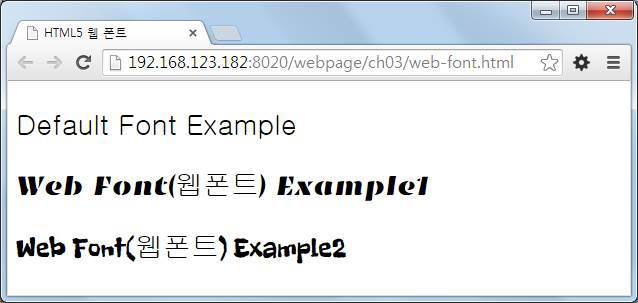 HTML5 웹 폰트
192.168.123.182:8020/webpage/ch03/web-font.html
Default Font Example
Web Font(웹폰트) Example1
Web Font(웹폰트) Example2